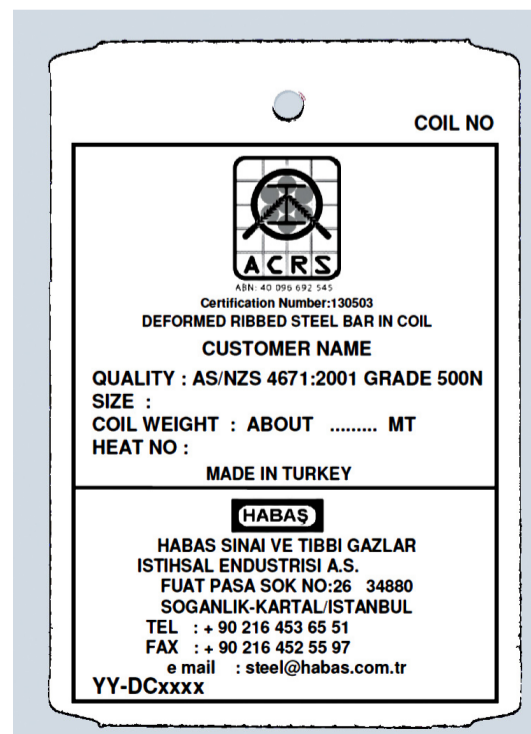 COIL NO
ACRS
ABN: 40 096 692 545
Certification Number:130503
DEFORMED RIBBED STEEL BAR IN COIL
CUSTOMER NAME
QUALITY : AS/NZS 4671:2001 GRADE 500N
SIZE :
COIL WEIGHT : ABOUT ......... MT
HEAT NO :
MADE IN TURKEY
HABAŞ
HABAS SINAI VE TIBBI GAZLAR
ISTIHSAL ENDUSTRISI A.S.
FUAT PASA SOK NO:26 34880
SOGANLIK-KARTAL/ISTANBUL
TEL : + 90 216 453 65 51
FAX : + 90 216 452 55 97
e mail : steel@habas.com.tr
YY-DCxxxx